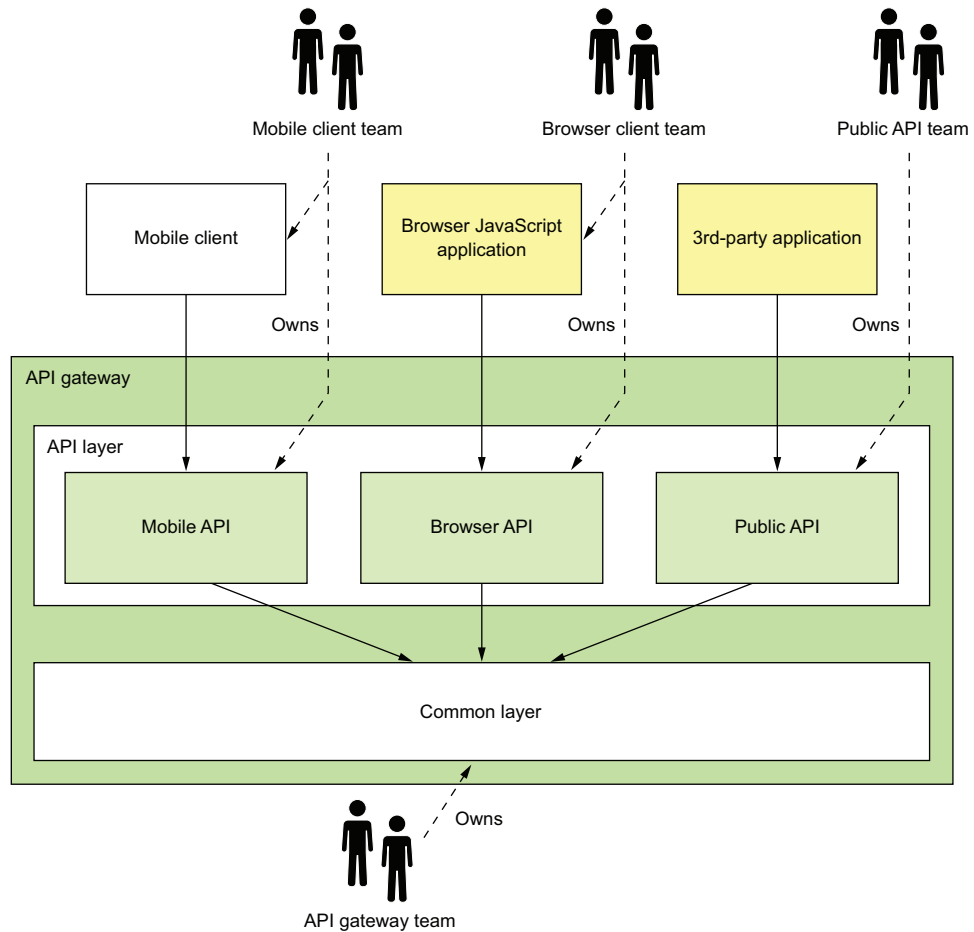 Mobile client team
Browser client team
Public API team
Mobile client
Browser JavaScript
application
3rd-party application
Owns
Owns
Owns
API gateway
API layer
Mobile API
Browser API
Public API
Common layer
Owns
API gateway team